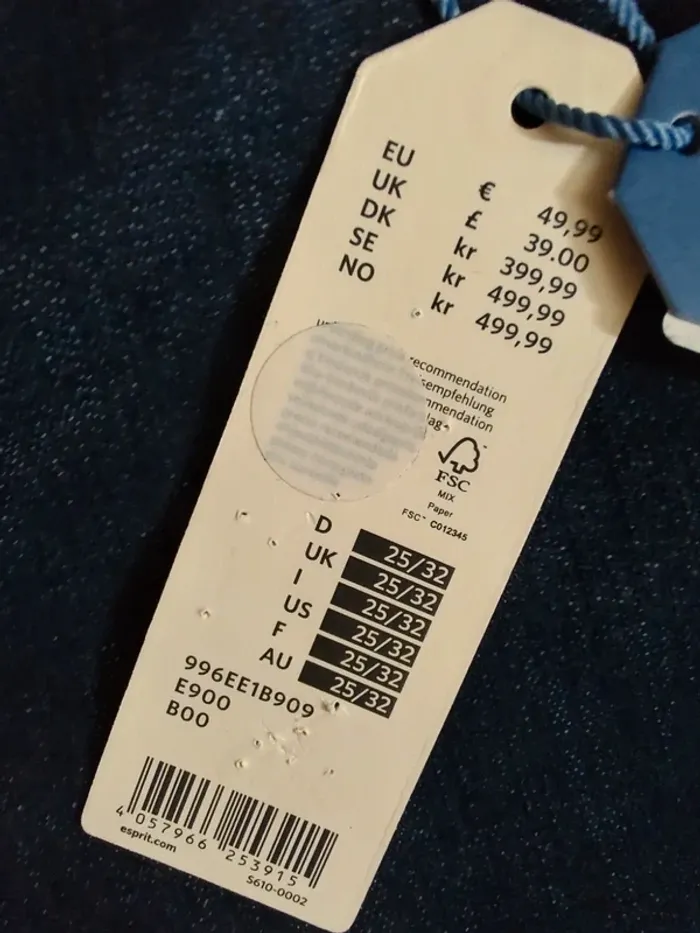 EU € 49,99
UK £ 39.00
DK kr 399,99
SE kr 499,99
NO kr 499,99
recommendation
sempfehlung
mmendation
lag
FSC
MIX
Paper
FSC™ C012345
D 25/32
UK 25/32
I 25/32
US 25/32
F 25/32
AU 25/32
996EE1B909
E900
B00
4 057966 253915
esprit.com
5610-0002